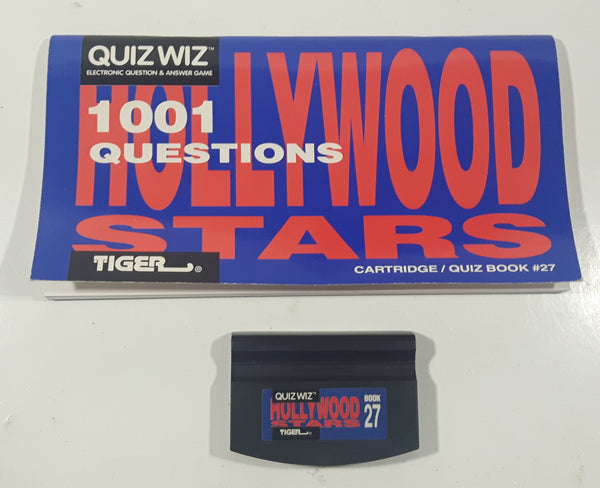 QUIZ WIZ™
ELECTRONIC QUESTION & ANSWER GAME
1001
HOLLYWOOD
QUESTIONS
STARS
TIGER®
CARTRIDGE / QUIZ BOOK #27
QUIZ WIZ™
HOLLYWOOD
STARS
BOOK
27
TIGER®